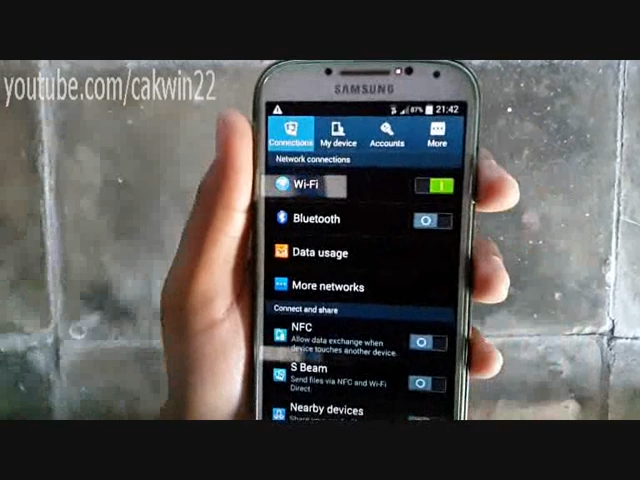 youtube.com/cakwin22
SAMSUNG
87% 21:42
Connections My device Accounts More
Network connections
Wi-Fi
Bluetooth
Data usage
More networks
Connect and share
NFC
Allow data exchange when
device touches another device.
S Beam
Send files via NFC and Wi-Fi
Direct.
Nearby devices